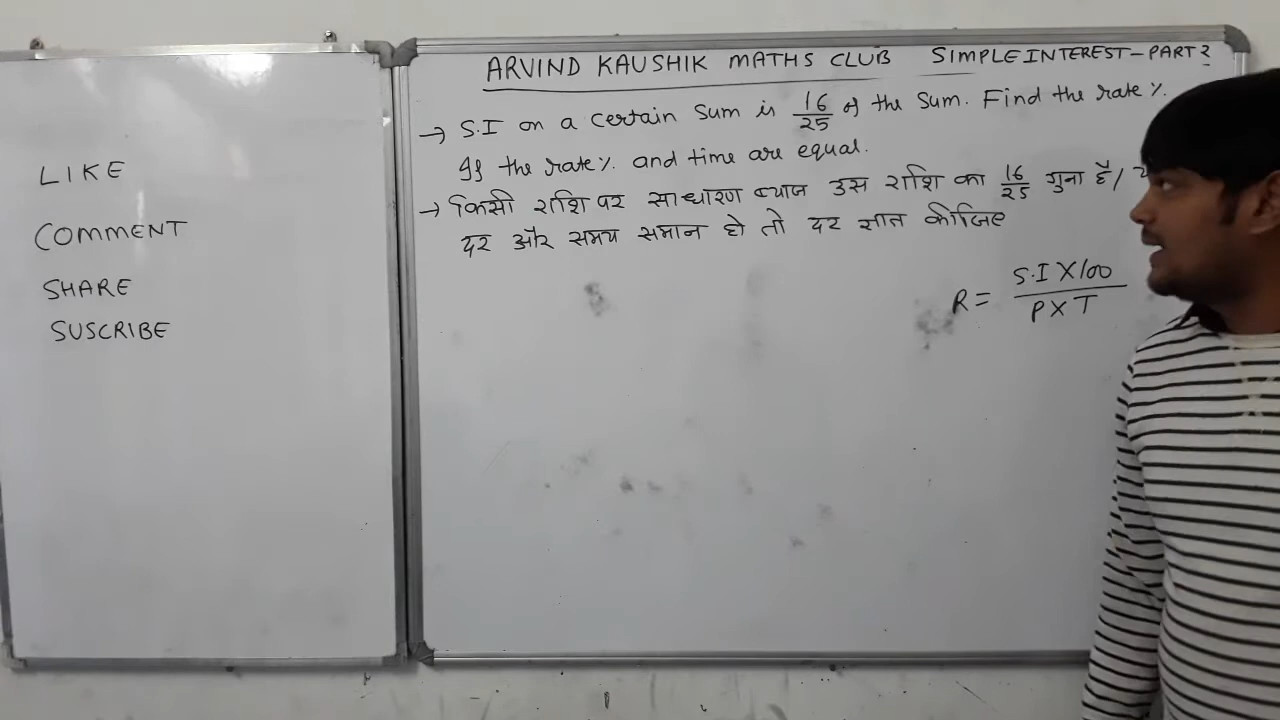 LIKE
COMMENT
SHARE
SUSCRIBE
ARVIND KAUSHIK MATHS CLUB SIMPLE INTEREST-PART 2
→ S.I on a certain Sum is 16/25 of the Sum. Find the rate %.
If the rate % and time are equal.
→ किसी राशि पर साधारण ब्याज उस राशि का 16/25 गुना है/
दर और समय समान हो तो दर ज्ञात कीजिए
R = S.I X 100 / P X T